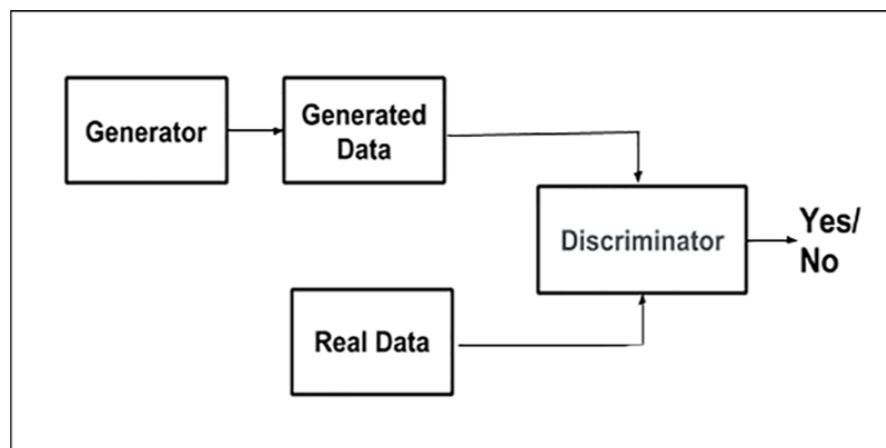 Generator
Generated
Data
Discriminator
Yes/
No
Real Data